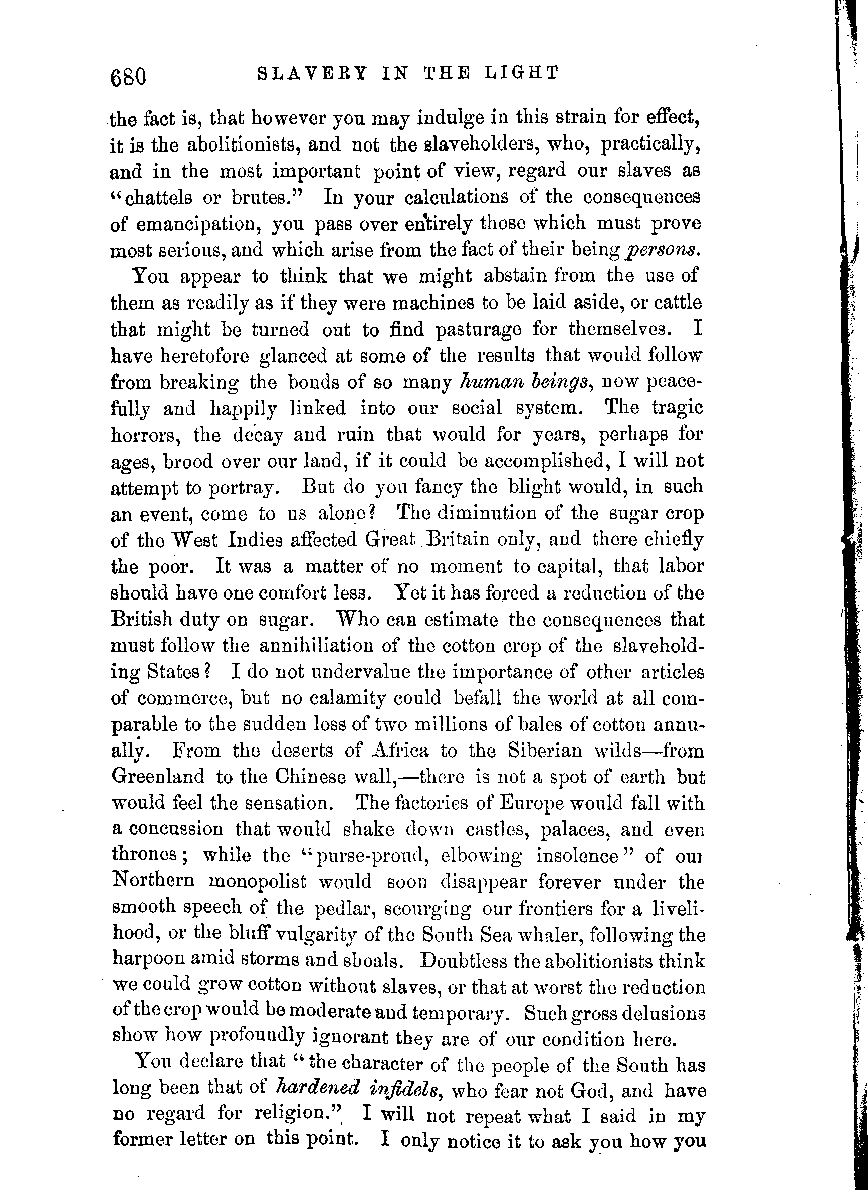 680 SLAVERY IN THE LIGHT
the fact is, that however you may indulge in this strain for effect,
it is the abolitionists, and not the slaveholders, who, practically,
and in the most important point of view, regard our slaves as
“chattels or brutes.” In your calculations of the consequences
of emancipation, you pass over entirely those which must prove
most serious, and which arise from the fact of their being persons.
You appear to think that we might abstain from the use of
them as readily as if they were machines to be laid aside, or cattle
that might be turned out to find pasturage for themselves. I
have heretofore glanced at some of the results that would follow
from breaking the bonds of so many human beings, now peace-
fully and happily linked into our social system. The tragic
horrors, the decay and ruin that would for years, perhaps for
ages, brood over our land, if it could be accomplished, I will not
attempt to portray. But do you fancy the blight would, in such
an event, come to us alone? The diminution of the sugar crop
of the West Indies affected Great Britain only, and there chiefly
the poor. It was a matter of no moment to capital, that labor
should have one comfort less. Yet it has forced a reduction of the
British duty on sugar. Who can estimate the consequences that
must follow the annihiliation of the cotton crop of the slavehold-
ing States? I do not undervalue the importance of other articles
of commerce, but no calamity could befall the world at all com-
parable to the sudden loss of two millions of bales of cotton annu-
ally. From the deserts of Africa to the Siberian wilds—from
Greenland to the Chinese wall,—there is not a spot of earth but
would feel the sensation. The factories of Europe would fall with
a concussion that would shake down castles, palaces, and even
thrones; while the “purse-proud, elbowing insolence” of our
Northern monopolist would soon disappear forever under the
smooth speech of the pedlar, scourging our frontiers for a liveli-
hood, or the bluff vulgarity of the South Sea whaler, following the
harpoon amid storms and shoals. Doubtless the abolitionists think
we could grow cotton without slaves, or that at worst the reduction
of the crop would be moderate and temporary. Such gross delusions
show how profoundly ignorant they are of our condition here.
You declare that “the character of the people of the South has
long been that of hardened infidels, who fear not God, and have
no regard for religion.” I will not repeat what I said in my
former letter on this point. I only notice it to ask you how you